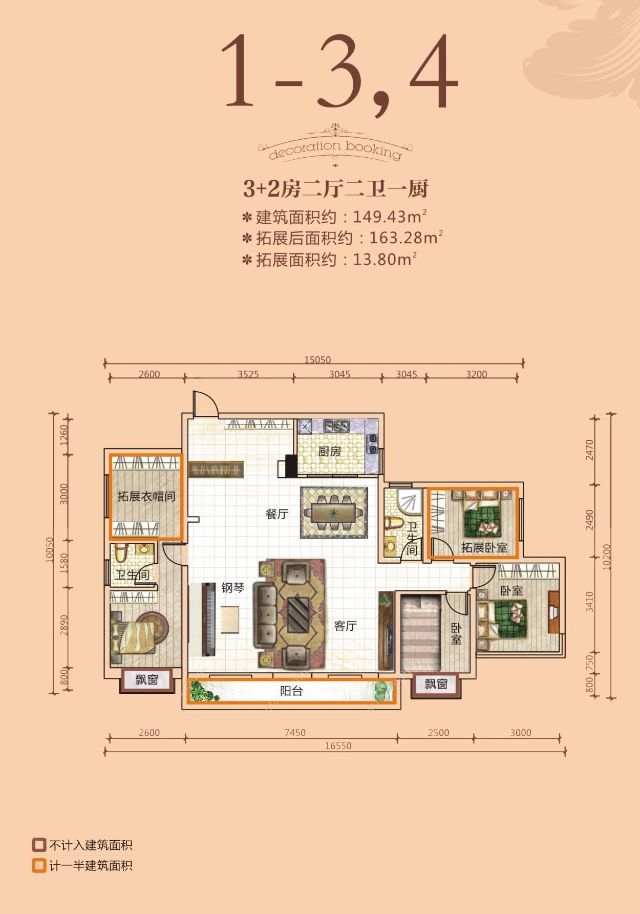 1-3,4
decoration booking
3+2房二厅二卫一厨
✽建筑面积约：149.43m²
✽拓展后面积约：163.28m²
✽拓展面积约：13.80m²
15050
2600 3525 3045 3045 3200
1260
3000
1580
2890
800
10050
2470
2490
3410
750
800
10200
厨房
拓展衣帽间
餐厅
卫生间
拓展卧室
卫生间
钢琴
卧室
客厅
卧室
飘窗
阳台
飘窗
2600 7450 2500 3000
16550
不计入建筑面积
计一半建筑面积